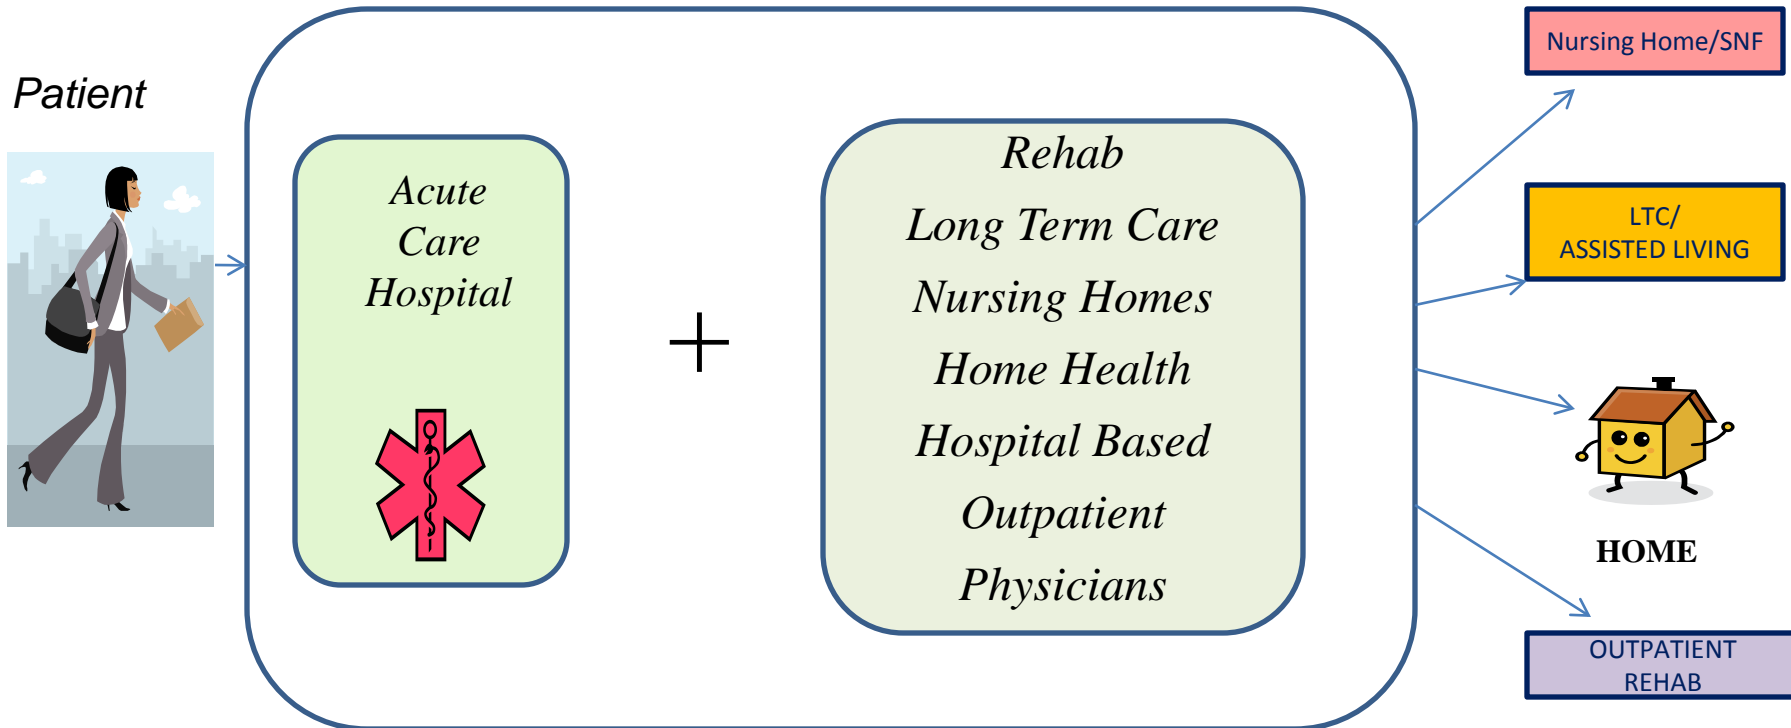 Patient
Acute
Care
Hospital
+
Rehab
Long Term Care
Nursing Homes
Home Health
Hospital Based
Outpatient
Physicians
Nursing Home/SNF
LTC/
ASSISTED LIVING
HOME
OUTPATIENT
REHAB